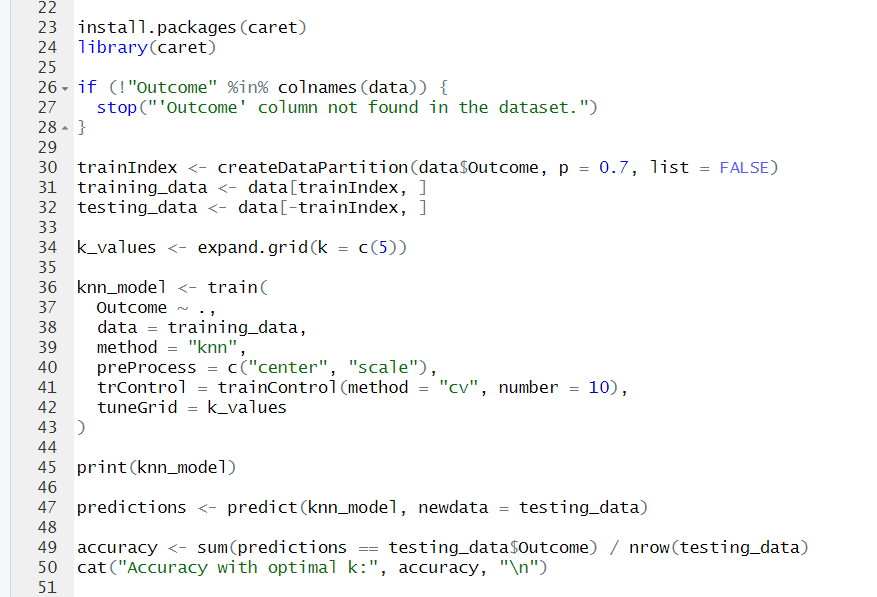 22
23 install.packages(caret)
24 library(caret)
25
26 if (!"Outcome" %in% colnames(data)) {
27   stop("'Outcome' column not found in the dataset.")
28 }
29
30 trainIndex <- createDataPartition(data$Outcome, p = 0.7, list = FALSE)
31 training_data <- data[trainIndex, ]
32 testing_data <- data[-trainIndex, ]
33
34 k_values <- expand.grid(k = c(5))
35
36 knn_model <- train(
37   Outcome ~ .,
38   data = training_data,
39   method = "knn",
40   preProcess = c("center", "scale"),
41   trControl = trainControl(method = "cv", number = 10),
42   tuneGrid = k_values
43 )
44
45 print(knn_model)
46
47 predictions <- predict(knn_model, newdata = testing_data)
48
49 accuracy <- sum(predictions == testing_data$Outcome) / nrow(testing_data)
50 cat("Accuracy with optimal k:", accuracy, "\n")
51